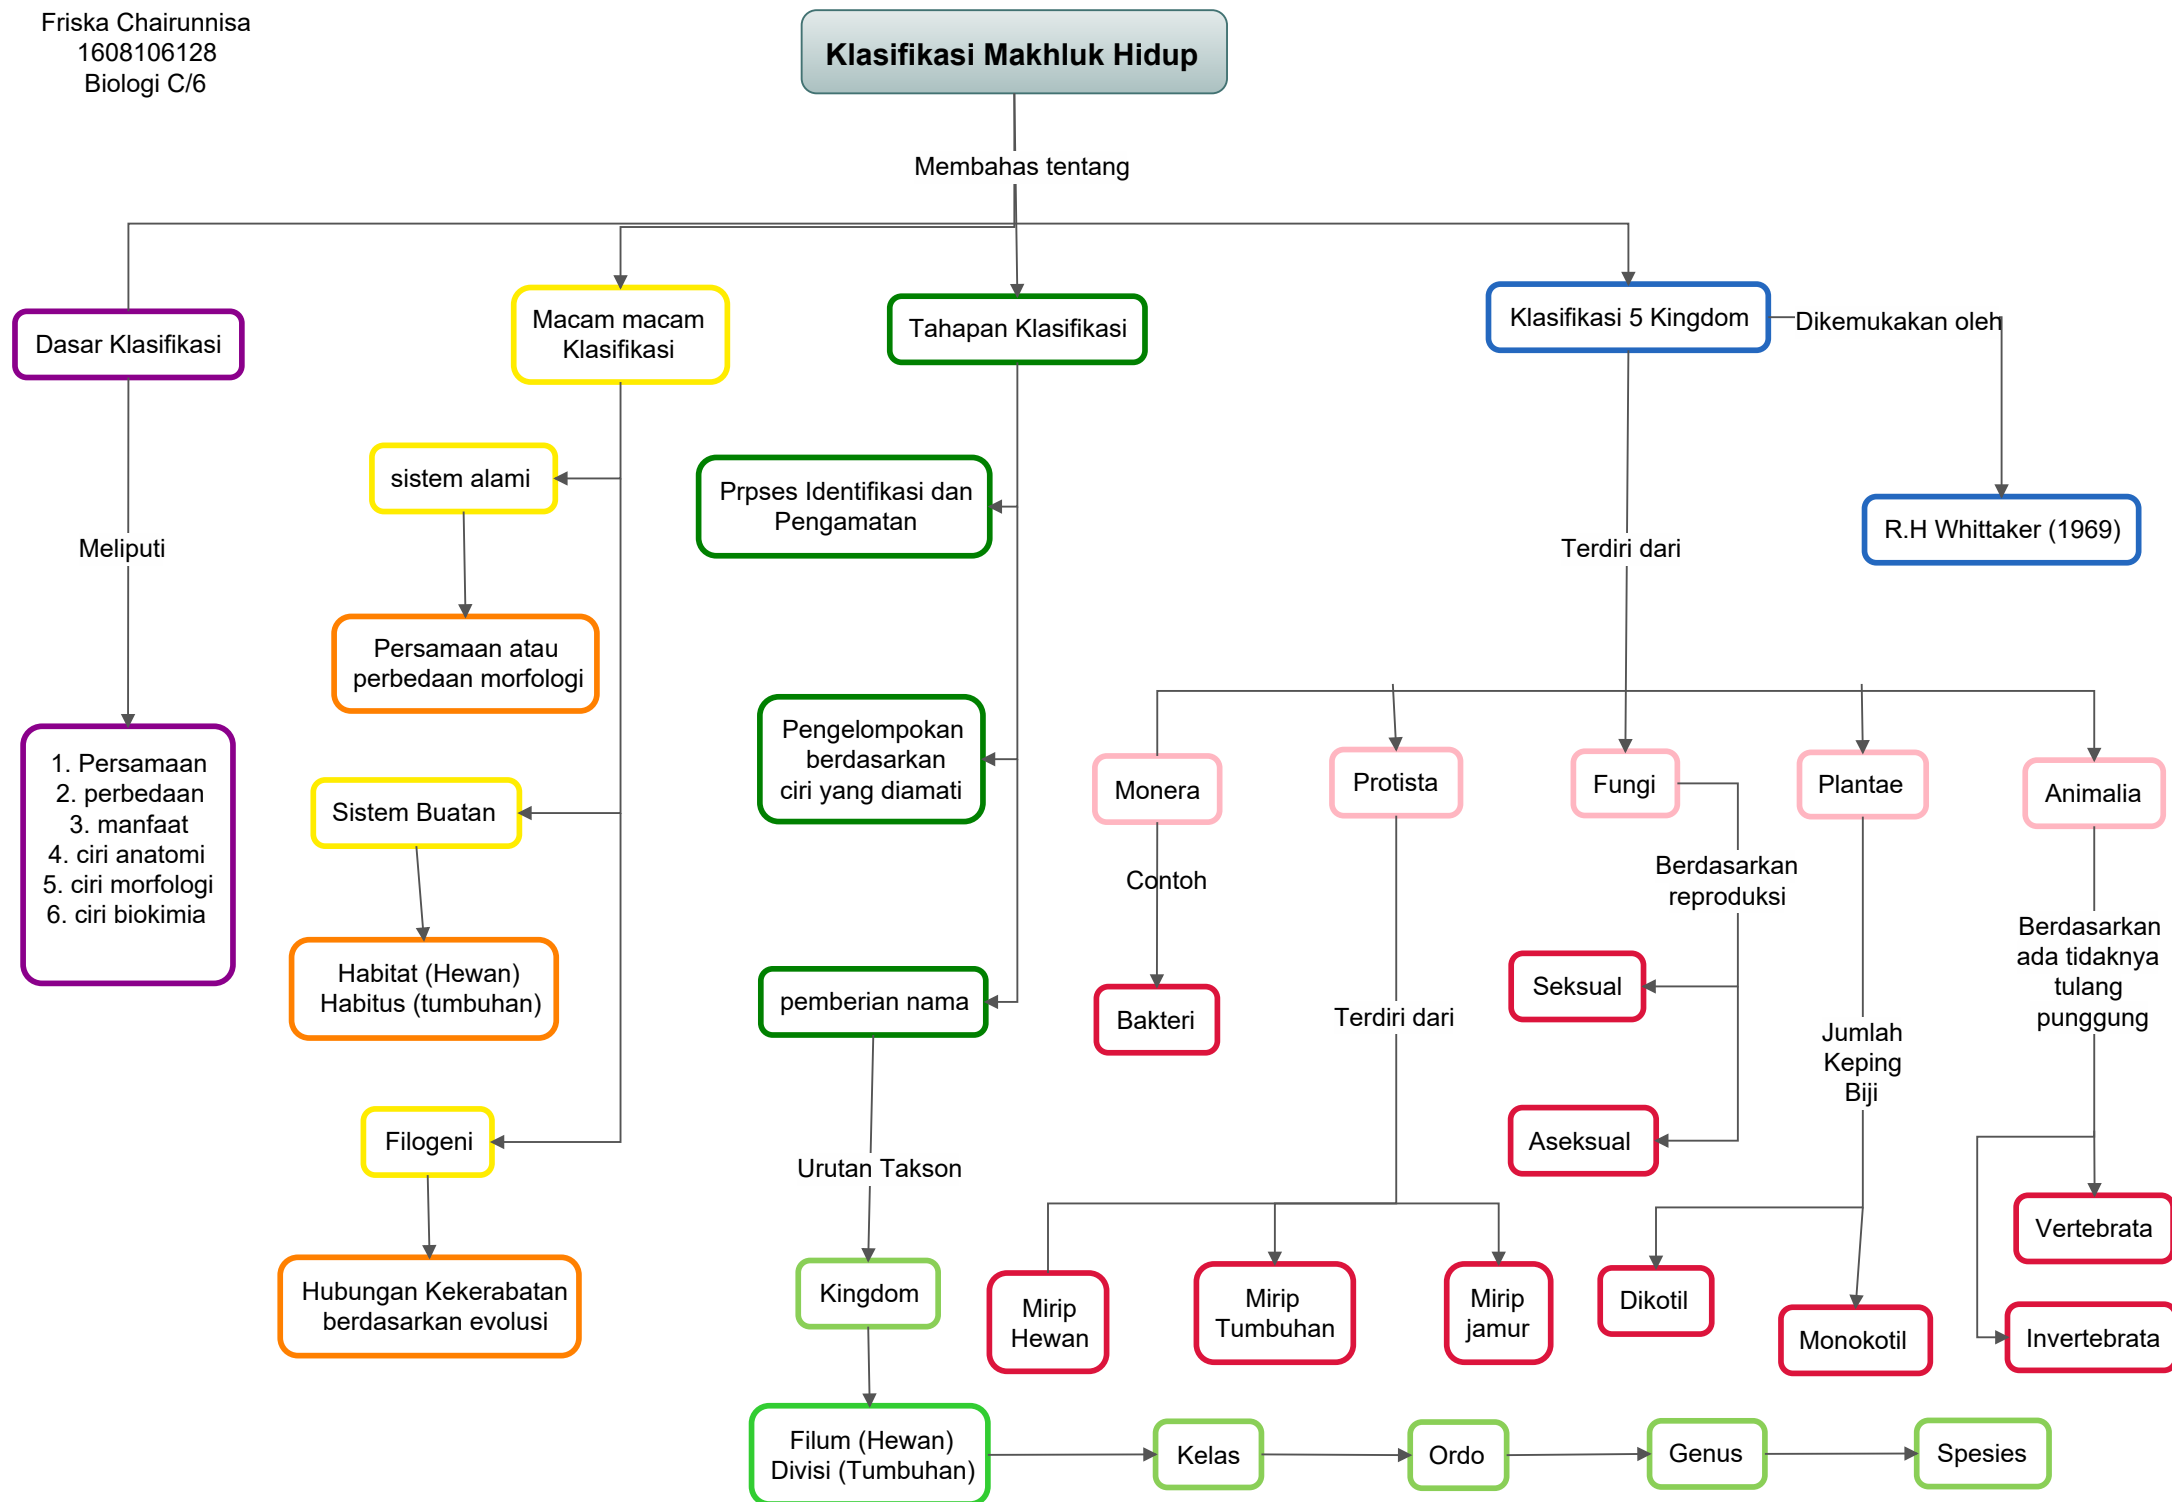 Friska Chairunnisa
1608106128
Biologi C/6
Klasifikasi Makhluk Hidup
Membahas tentang
Dasar Klasifikasi
Meliputi
1. Persamaan
2. perbedaan
3. manfaat
4. ciri anatomi
5. ciri morfologi
6. ciri biokimia
Macam macam
Klasifikasi
sistem alami
Persamaan atau
perbedaan morfologi
Sistem Buatan
Habitat (Hewan)
Habitus (tumbuhan)
Filogeni
Hubungan Kekerabatan
berdasarkan evolusi
Tahapan Klasifikasi
Prpses Identifikasi dan
Pengamatan
Pengelompokan
berdasarkan
ciri yang diamati
pemberian nama
Urutan Takson
Kingdom
Filum (Hewan)
Divisi (Tumbuhan)
Kelas
Ordo
Genus
Spesies
Klasifikasi 5 Kingdom
Dikemukakan oleh
R.H Whittaker (1969)
Terdiri dari
Monera
Contoh
Bakteri
Protista
Terdiri dari
Mirip
Hewan
Mirip
Tumbuhan
Mirip
jamur
Fungi
Berdasarkan
reproduksi
Seksual
Aseksual
Plantae
Jumlah
Keping
Biji
Dikotil
Monokotil
Animalia
Berdasarkan
ada tidaknya
tulang
punggung
Vertebrata
Invertebrata